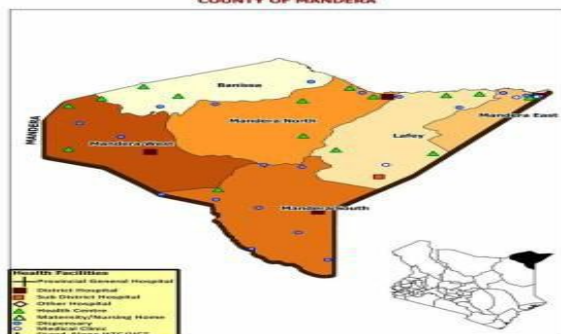 COUNTY OF MANDERA
Banissa
MANDERA
Mandera North
Mandera East
Mandera West
Lafey
Mandera South
Health Facilities
Provincial General Hospital
District Hospital
Sub District Hospital
Other Hospital
Health Centre
Maternity/Nursing Home
Dispensary
Medical Clinic